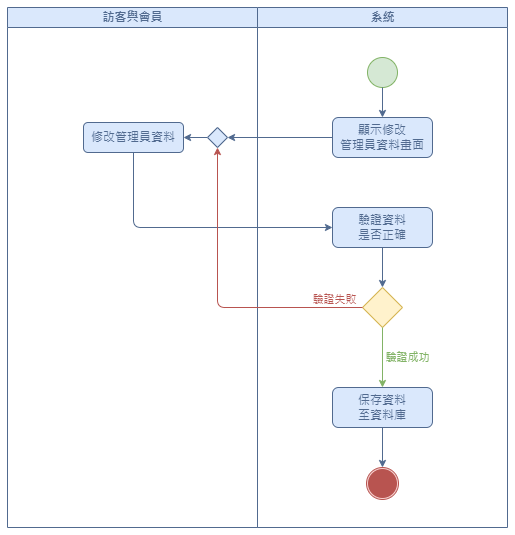 訪客與會員
系統
顯示修改
管理員資料畫面
修改管理員資料
驗證資料
是否正確
驗證失敗
驗證成功
保存資料
至資料庫